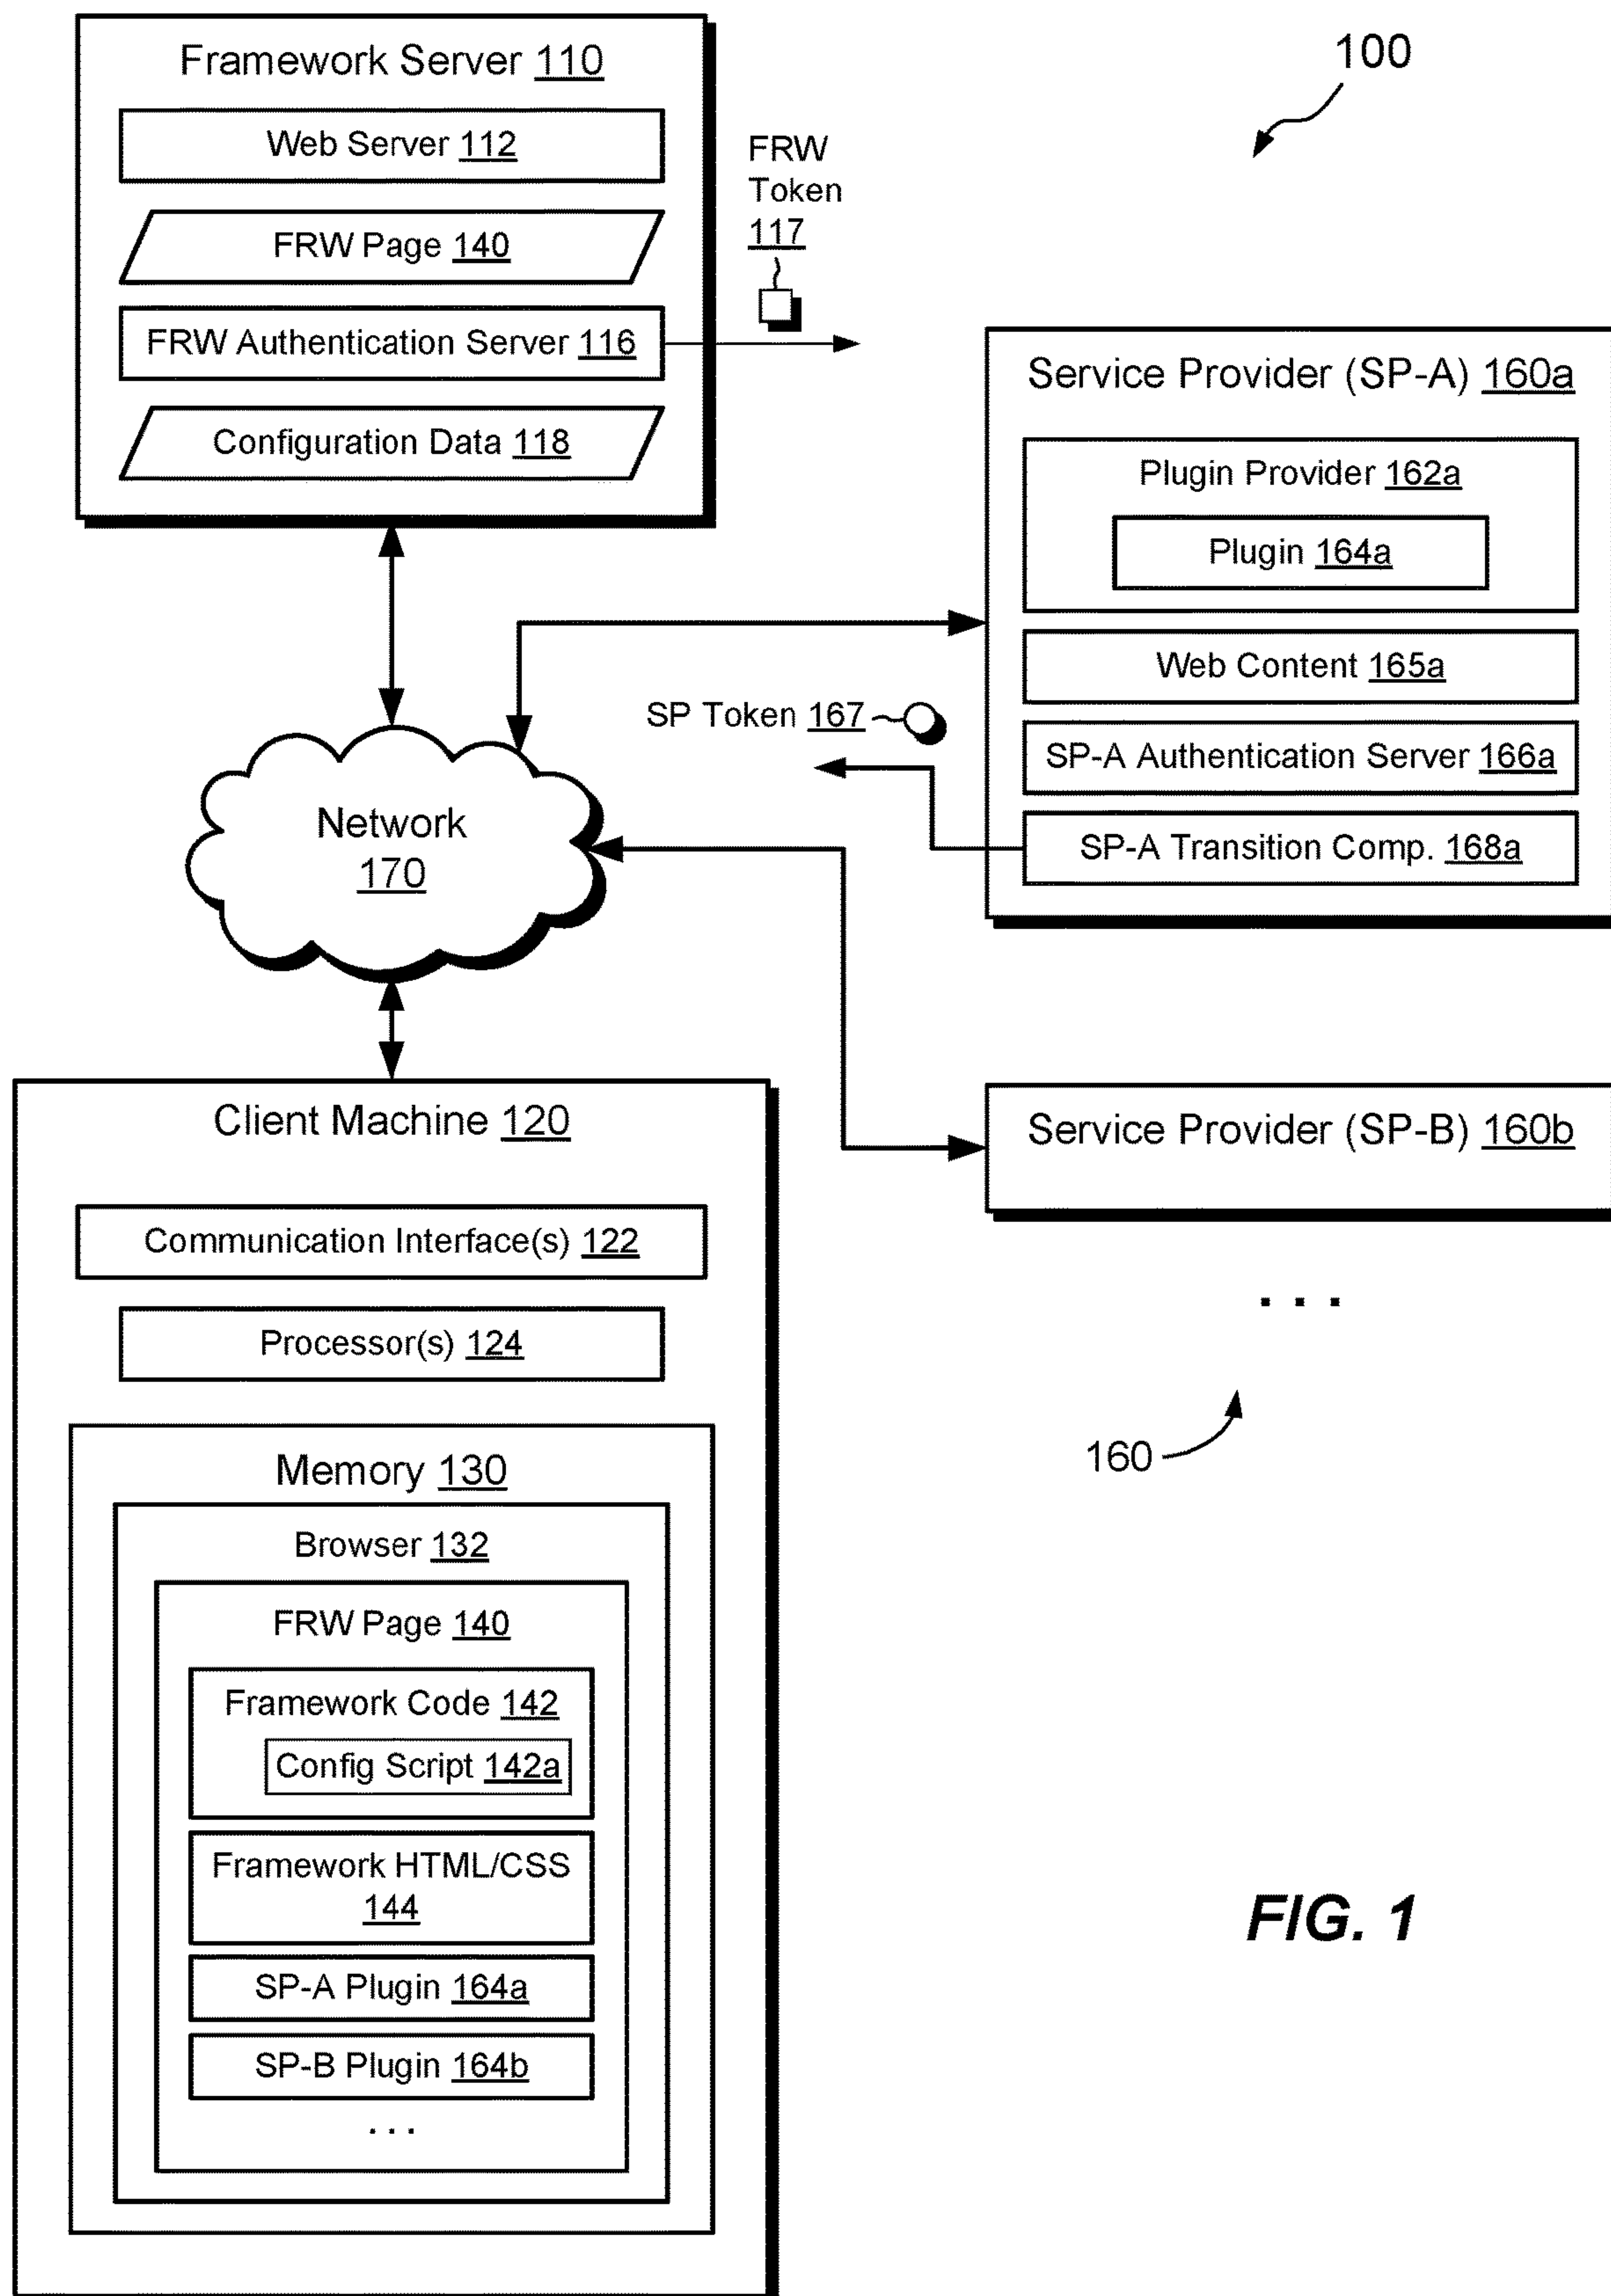 Framework Server 110
Web Server 112
FRW Page 140
FRW Authentication Server 116
Configuration Data 118
FRW
Token
117
100
Service Provider (SP-A) 160a
Plugin Provider 162a
Plugin 164a
Web Content 165a
SP-A Authentication Server 166a
SP-A Transition Comp. 168a
SP Token 167
Network
170
Service Provider (SP-B) 160b
. . .
160
Client Machine 120
Communication Interface(s) 122
Processor(s) 124
Memory 130
Browser 132
FRW Page 140
Framework Code 142
Config Script 142a
Framework HTML/CSS
144
SP-A Plugin 164a
SP-B Plugin 164b
. . .
FIG. 1